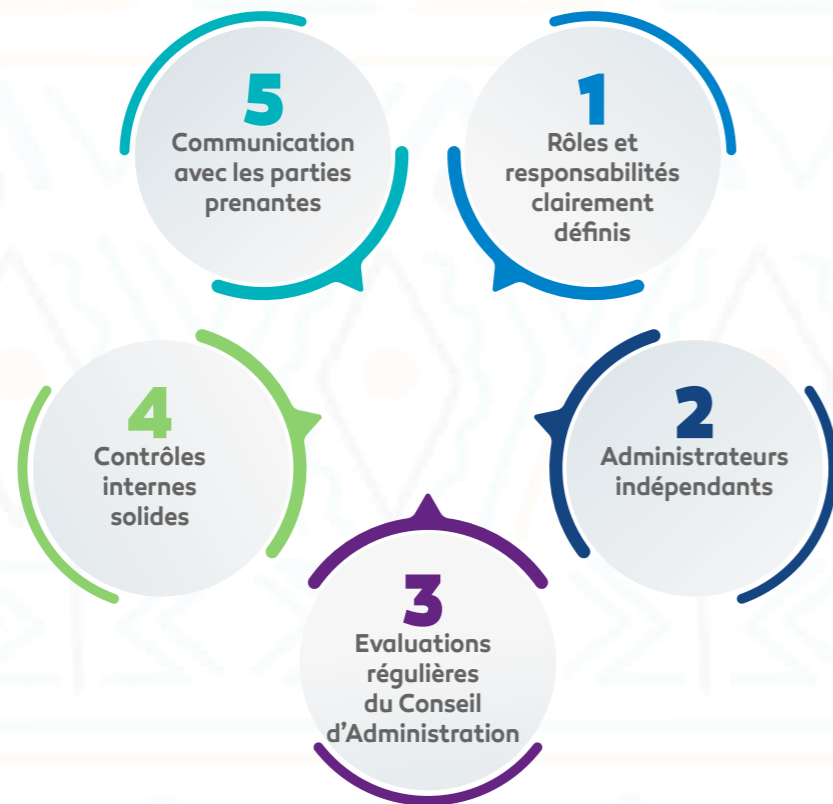 1
Rôles et
responsabilités
clairement
définis
2
Administrateurs
indépendants
3
Evaluations
régulières
du Conseil
d’Administration
4
Contrôles
internes
solides
5
Communication
avec les parties
prenantes